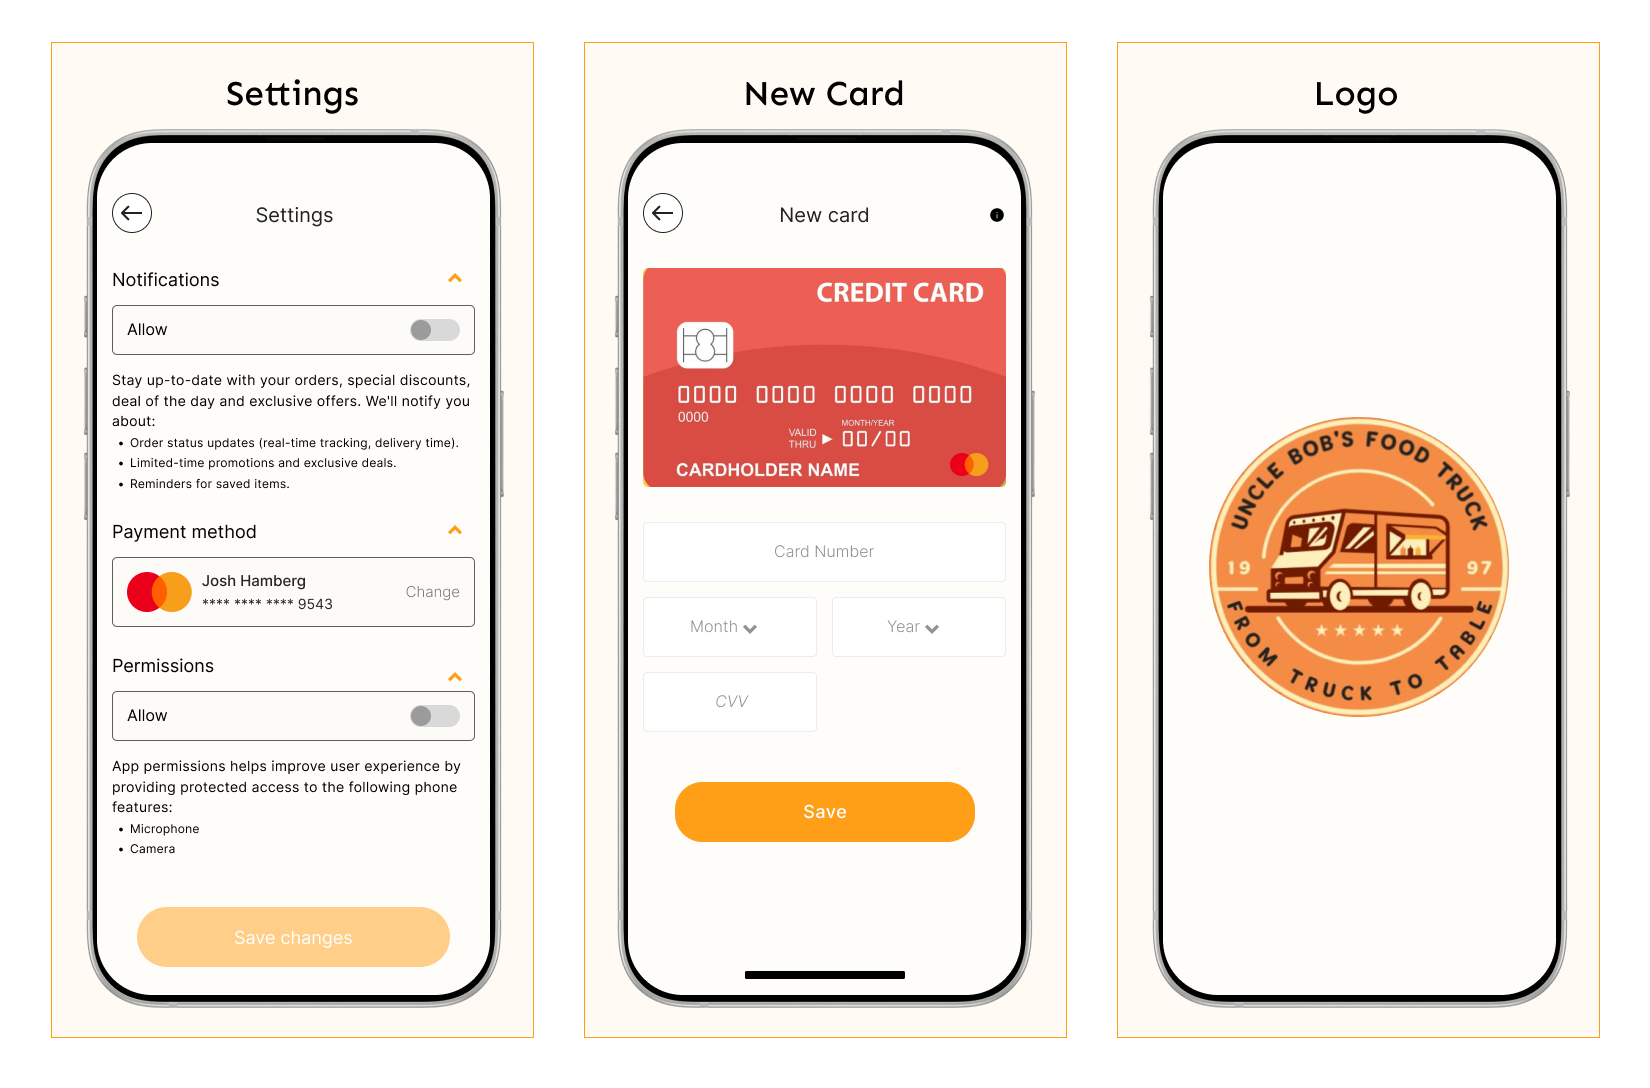 Settings
Settings
Notifications
Allow
Stay up-to-date with your orders, special discounts,
deal of the day and exclusive offers. We'll notify you
about:
• Order status updates (real-time tracking, delivery time).
• Limited-time promotions and exclusive deals.
• Reminders for saved items.
Payment method
Josh Hamberg
**** **** **** 9543
Change
Permissions
Allow
App permissions helps improve user experience by
providing protected access to the following phone
features:
• Microphone
• Camera
Save changes
New Card
New card
CREDIT CARD
0000 0000 0000 0000
0000
MONTH/YEAR
VALID
THRU
00/00
CARDHOLDER NAME
Card Number
Month
Year
CVV
Save
Logo
UNCLE BOB'S FOOD TRUCK
19 97
FROM TRUCK TO TABLE